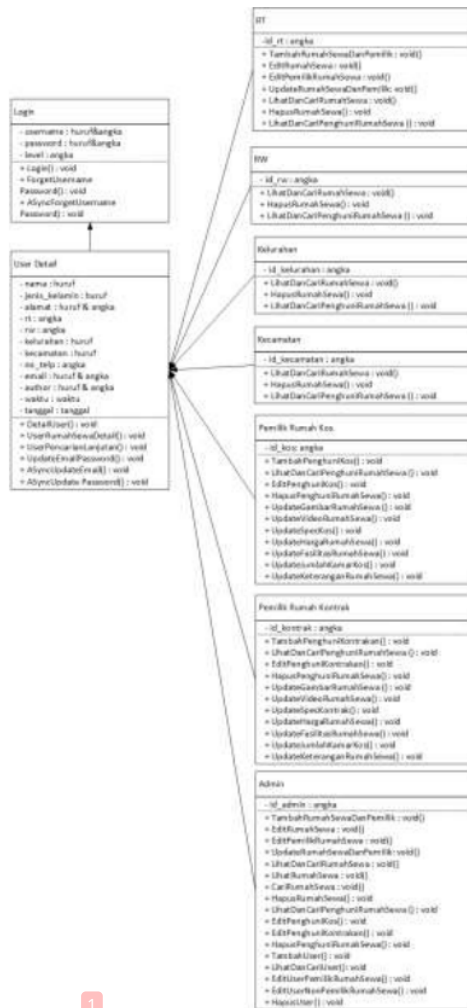 Login
- username : huruf&angka
- password : huruf&angka
- level : angka
+ Login() : void
+ ForgetUsername
Password() : void
+ ASyncForgetUsername
Password() : void
User Detail
- nama : huruf
- jenis_kelamin : huruf
- alamat : huruf & angka
- rt : angka
- rw : angka
- kelurahan : huruf
- kecamatan : huruf
- no_telp : angka
- email : huruf & angka
- author : huruf & angka
- waktu : waktu
- tanggal : tanggal
+ DetailUser() : void
+ UserRumahSewaDetail() : void
+ UserPencarianLanjutan() : void
+ UpdateEmailPassword() : void
+ ASyncUpdateEmail() : void
+ ASyncUpdate Password() : void
RT
- id_rt : angka
+ TambahRumahSewaDanPemilik : void()
+ EditRumahSewa : void()
+ EditPemilikRumahSewa : void()
+ UpdateRumahSewaDanPemilik: void()
+ LihatDanCariRumahSewa : void()
+ HapusRumahSewa() : void
+ LihatDanCariPenghuniRumahSewa () : void
RW
- id_rw : angka
+ LihatDanCariRumahSewa : void()
+ HapusRumahSewa() : void
+ LihatDanCariPenghuniRumahSewa () : void
Kelurahan
- id_kelurahan : angka
+ LihatDanCariRumahSewa : void()
+ HapusRumahSewa() : void
+ LihatDanCariPenghuniRumahSewa () : void
Kecamatan
- id_kecamatan : angka
+ LihatDanCariRumahSewa : void()
+ HapusRumahSewa() : void
+ LihatDanCariPenghuniRumahSewa () : void
Pemilik Rumah Kos
- id_kos: angka
+ TambahPenghuniKos() : void
+ LihatDanCariPenghuniRumahSewa () : void
+ EditPenghuniKos() : void
+ HapusPenghuniRumahSewa() : void
+ UpdateGambarRumahSewa() : void
+ UpdateVideoRumahSewa() : void
+ UpdateSpecKos() : void
+ UpdateHargaRumahSewa() : void
+ UpdateFasilitasRumahSewa() : void
+ UpdateJumlahKamarKos() : void
+ UpdateKeteranganRumahSewa() : void
Pemilik Rumah Kontrak
- id_kontrak : angka
+ TambahPenghuniKontrakan() : void
+ LihatDanCariPenghuniRumahSewa () : void
+ EditPenghuniKontrakan() : void
+ HapusPenghuniRumahSewa() : void
+ UpdateGambarRumahSewa() : void
+ UpdateVideoRumahSewa() : void
+ UpdateSpecKontrak() : void
+ UpdateHargaRumahSewa() : void
+ UpdateFasilitasRumahSewa() : void
+ UpdateJumlahKamarKos() : void
+ UpdateKeteranganRumahSewa() : void
Admin
- id_admin : angka
+ TambahRumahSewaDanPemilik : void()
+ EditRumahSewa : void()
+ EditPemilikRumahSewa : void()
+ UpdateRumahSewaDanPemilik: void()
+ LihatDanCariRumahSewa : void()
+ LihatRumahSewa : void()
+ CariRumahSewa : void()
+ HapusRumahSewa() : void
+ LihatDanCariPenghuniRumahSewa () : void
+ EditPenghuniKos() : void
+ EditPenghuniKontrakan() : void
+ HapusPenghuniRumahSewa() : void
+ TambahUser() : void
+ LihatDanCariUser() : void
+ EditUserPemilikRumahSewa() : void
+ EditUserNonPemilikRumahSewa() : void
+ HapusUser() : void
1